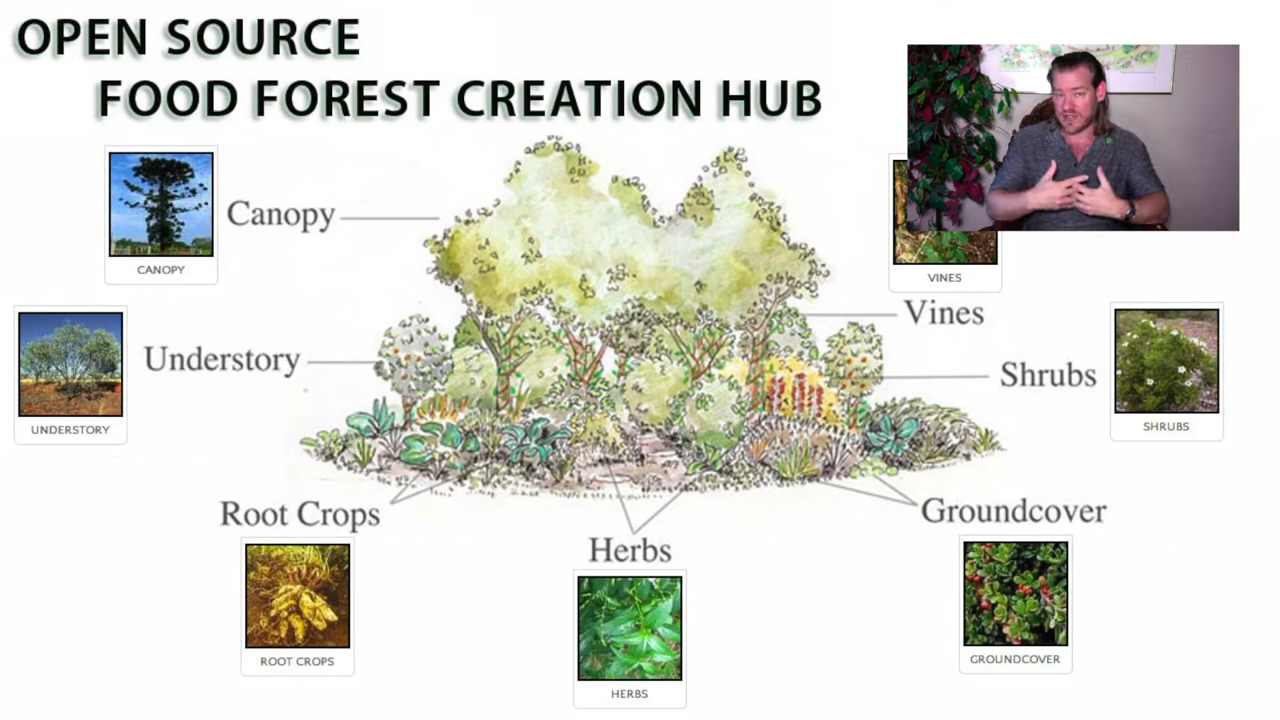 OPEN SOURCE
FOOD FOREST CREATION HUB
Canopy
CANOPY
VINES
Vines
Understory
UNDERSTORY
Shrubs
SHRUBS
Root Crops
ROOT CROPS
Herbs
HERBS
Groundcover
GROUNDCOVER